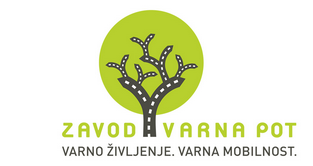 ZAVOD VARNA POT
VARNO ŽIVLJENJE. VARNA MOBILNOST.